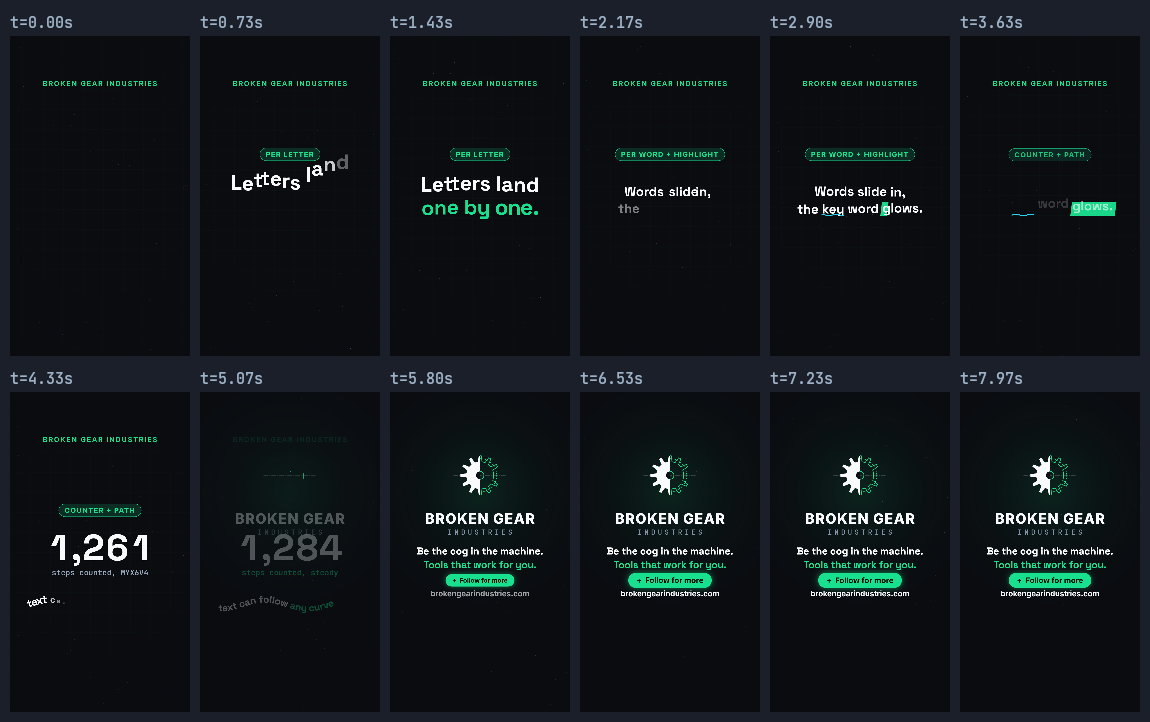 t=0.00s
BROKEN GEAR INDUSTRIES
t=0.73s
BROKEN GEAR INDUSTRIES
PER LETTER
Letters land
t=1.43s
BROKEN GEAR INDUSTRIES
PER LETTER
Letters land
one by one.
t=2.17s
BROKEN GEAR INDUSTRIES
PER WORD + HIGHLIGHT
Words slide in,
the
t=2.90s
BROKEN GEAR INDUSTRIES
PER WORD + HIGHLIGHT
Words slide in,
the key word glows.
t=3.63s
BROKEN GEAR INDUSTRIES
COUNTER + PATH
word glows.
t=4.33s
BROKEN GEAR INDUSTRIES
COUNTER + PATH
1,261
steps counted, MYX6V4
text c
t=5.07s
BROKEN GEAR INDUSTRIES
BROKEN GEAR
INDUSTRIES
1,284
steps counted, steady
text can follow any curve
t=5.80s
BROKEN GEAR
INDUSTRIES
Be the cog in the machine.
Tools that work for you.
+ Follow for more
brokengearindustries.com
t=6.53s
BROKEN GEAR
INDUSTRIES
Be the cog in the machine.
Tools that work for you.
+ Follow for more
brokengearindustries.com
t=7.23s
BROKEN GEAR
INDUSTRIES
Be the cog in the machine.
Tools that work for you.
+ Follow for more
brokengearindustries.com
t=7.97s
BROKEN GEAR
INDUSTRIES
Be the cog in the machine.
Tools that work for you.
+ Follow for more
brokengearindustries.com